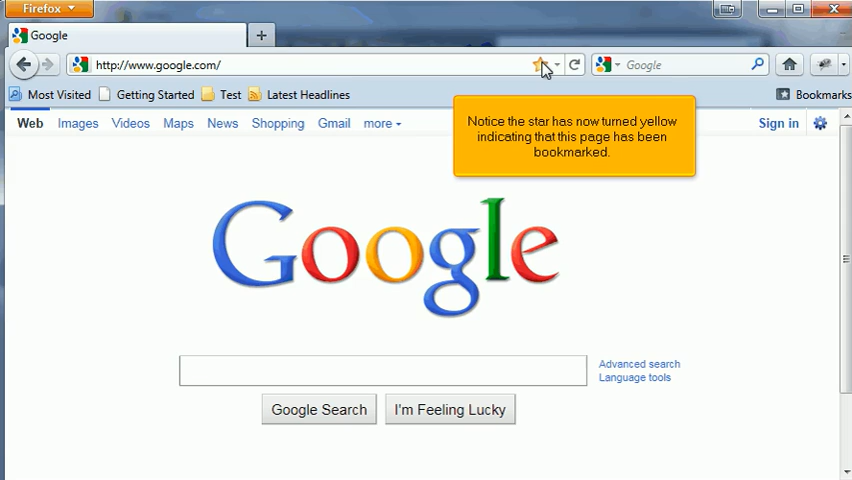 Firefox
Google
http://www.google.com/
Google
Most Visited Getting Started Test Latest Headlines Bookmarks
Web Images Videos Maps News Shopping Gmail more Sign in
Notice the star has now turned yellow
indicating that this page has been
bookmarked.
Google
Advanced search
Language tools
Google Search I'm Feeling Lucky